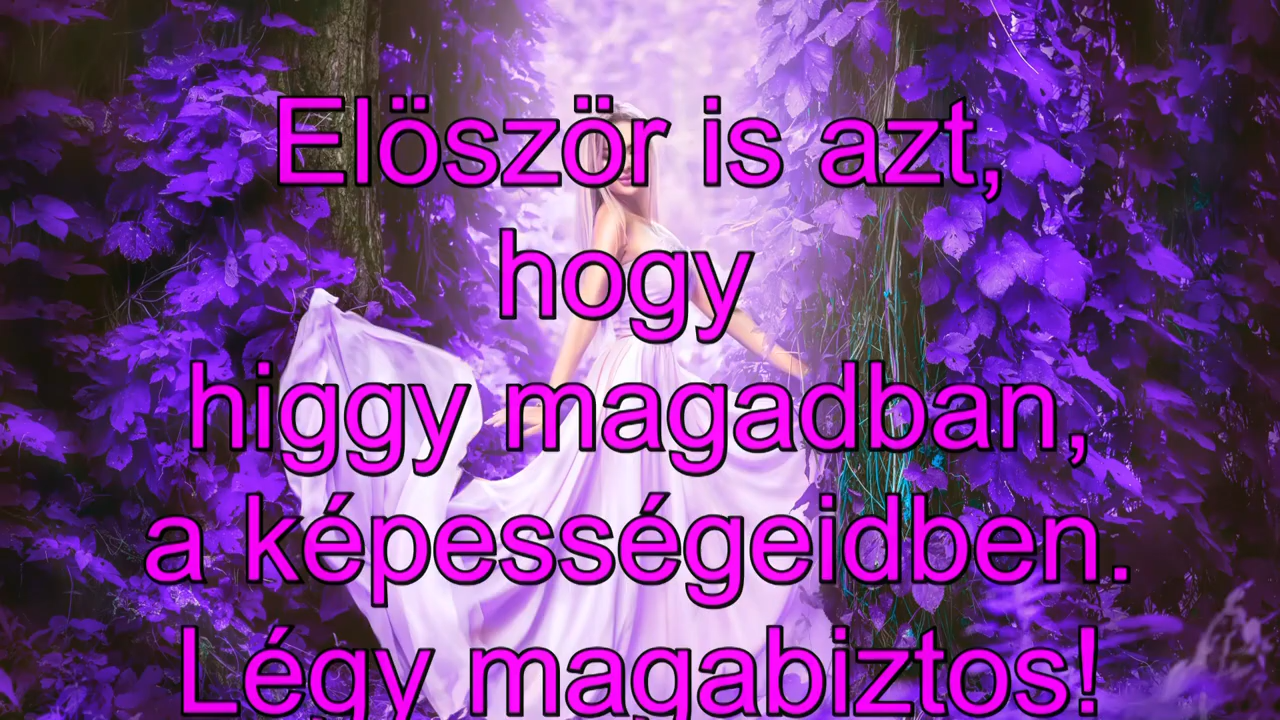 Elöször is azt,
hogy
higgy magadban,
a képességeidben.
Légy magabiztos!